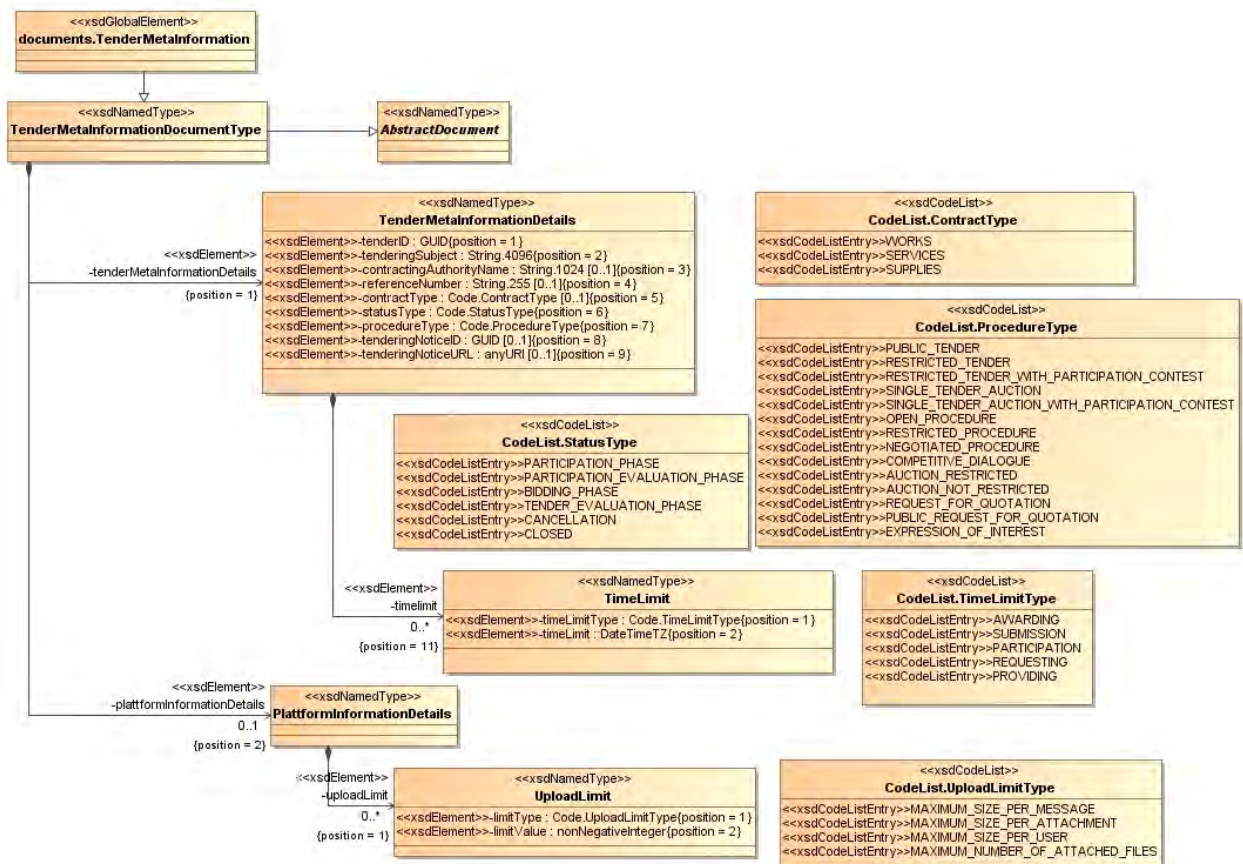 <<xsdGlobalElement>>
documents.TenderMetaInformation
<<xsdNamedType>>
TenderMetaInformationDocumentType
<<xsdNamedType>>
AbstractDocument
<<xsdElement>>
-tenderMetaInformationDetails
{position = 1}
<<xsdNamedType>>
TenderMetaInformationDetails
<<xsdElement>>-tenderID : GUID{position = 1}
<<xsdElement>>-tenderingSubject : String.4096{position = 2}
<<xsdElement>>-contractingAuthorityName : String.1024 [0..1]{position = 3}
<<xsdElement>>-referenceNumber : String.255 [0..1]{position = 4}
<<xsdElement>>-contractType : Code.ContractType [0..1]{position = 5}
<<xsdElement>>-statusType : Code.StatusType{position = 6}
<<xsdElement>>-procedureType : Code.ProcedureType{position = 7}
<<xsdElement>>-tenderingNoticeID : GUID [0..1]{position = 8}
<<xsdElement>>-tenderingNoticeURL : anyURI [0..1]{position = 9}
<<xsdCodeList>>
CodeList.ContractType
<<xsdCodeListEntry>>WORKS
<<xsdCodeListEntry>>SERVICES
<<xsdCodeListEntry>>SUPPLIES
<<xsdCodeList>>
CodeList.ProcedureType
<<xsdCodeListEntry>>PUBLIC_TENDER
<<xsdCodeListEntry>>RESTRICTED_TENDER
<<xsdCodeListEntry>>RESTRICTED_TENDER_WITH_PARTICIPATION_CONTEST
<<xsdCodeListEntry>>SINGLE_TENDER_AUCTION
<<xsdCodeListEntry>>SINGLE_TENDER_AUCTION_WITH_PARTICIPATION_CONTEST
<<xsdCodeListEntry>>OPEN_PROCEDURE
<<xsdCodeListEntry>>RESTRICTED_PROCEDURE
<<xsdCodeListEntry>>NEGOTIATED_PROCEDURE
<<xsdCodeListEntry>>COMPETITIVE_DIALOGUE
<<xsdCodeListEntry>>AUCTION_RESTRICTED
<<xsdCodeListEntry>>AUCTION_NOT_RESTRICTED
<<xsdCodeListEntry>>REQUEST_FOR_QUOTATION
<<xsdCodeListEntry>>PUBLIC_REQUEST_FOR_QUOTATION
<<xsdCodeListEntry>>EXPRESSION_OF_INTEREST
<<xsdCodeList>>
CodeList.StatusType
<<xsdCodeListEntry>>PARTICIPATION_PHASE
<<xsdCodeListEntry>>PARTICIPATION_EVALUATION_PHASE
<<xsdCodeListEntry>>BIDDING_PHASE
<<xsdCodeListEntry>>TENDER_EVALUATION_PHASE
<<xsdCodeListEntry>>CANCELLATION
<<xsdCodeListEntry>>CLOSED
<<xsdElement>>
-timelimit
0..*
{position = 11}
<<xsdNamedType>>
TimeLimit
<<xsdElement>>-timeLimitType : Code.TimeLimitType{position = 1}
<<xsdElement>>-timeLimit : DateTimeTZ{position = 2}
<<xsdCodeList>>
CodeList.TimeLimitType
<<xsdCodeListEntry>>AWARDING
<<xsdCodeListEntry>>SUBMISSION
<<xsdCodeListEntry>>PARTICIPATION
<<xsdCodeListEntry>>REQUESTING
<<xsdCodeListEntry>>PROVIDING
<<xsdElement>>
-plattformInformationDetails
0..1
{position = 2}
<<xsdNamedType>>
PlattformInformationDetails
<<xsdElement>>
-uploadLimit
0..*
{position = 1}
<<xsdNamedType>>
UploadLimit
<<xsdElement>>-limitType : Code.UploadLimitType{position = 1}
<<xsdElement>>-limitValue : nonNegativeInteger{position = 2}
<<xsdCodeList>>
CodeList.UploadLimitType
<<xsdCodeListEntry>>MAXIMUM_SIZE_PER_MESSAGE
<<xsdCodeListEntry>>MAXIMUM_SIZE_PER_ATTACHMENT
<<xsdCodeListEntry>>MAXIMUM_SIZE_PER_USER
<<xsdCodeListEntry>>MAXIMUM_NUMBER_OF_ATTACHED_FILES